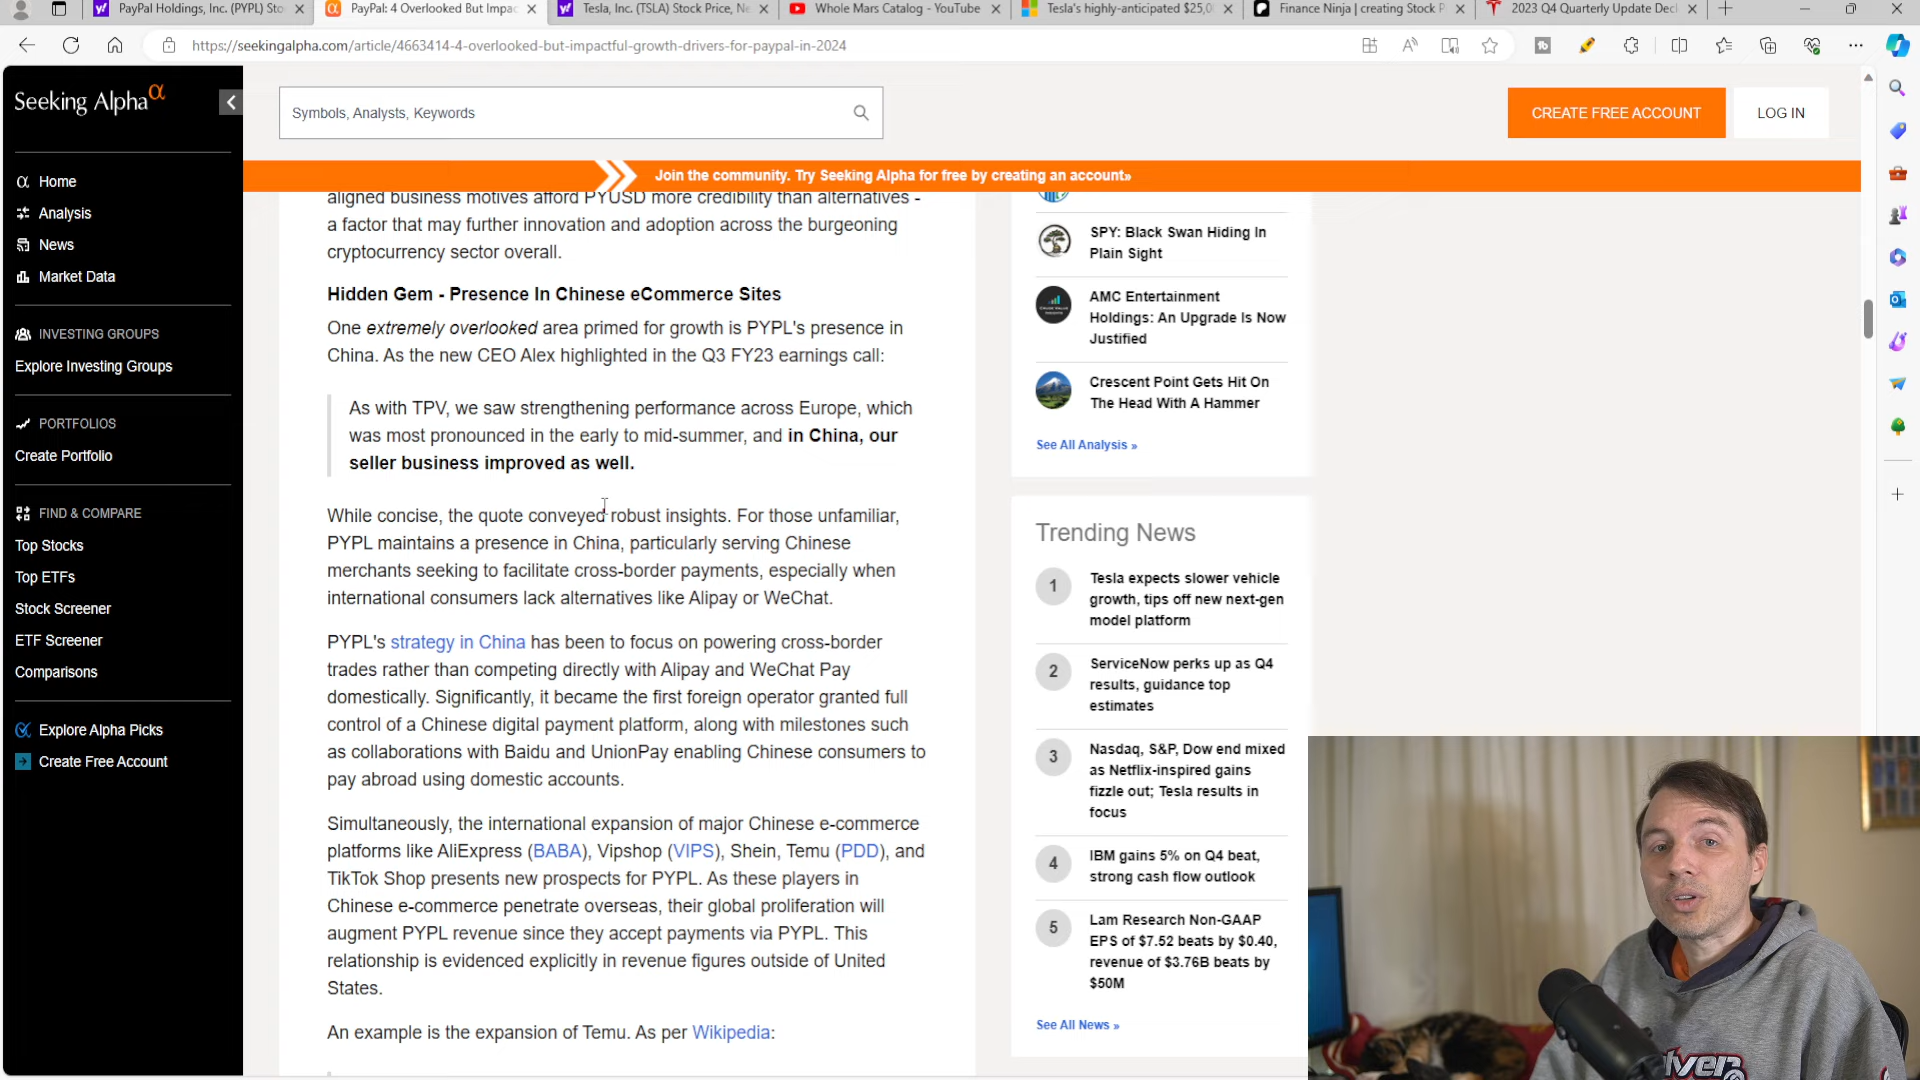 PayPal Holdings, Inc. (PYPL) Sto
PayPal: 4 Overlooked But Impac
Tesla, Inc. (TSLA) Stock Price, Ne
Whole Mars Catalog - YouTube
Tesla's highly-anticipated $25,0
Finance Ninja | creating Stock P
2023 Q4 Quarterly Update Deck
https://seekingalpha.com/article/4663414-4-overlooked-but-impactful-growth-drivers-for-paypal-in-2024
Seeking Alpha α
Symbols, Analysts, Keywords
CREATE FREE ACCOUNT
LOG IN
Join the community. Try Seeking Alpha for free by creating an account»
Home
Analysis
News
Market Data
INVESTING GROUPS
Explore Investing Groups
PORTFOLIOS
Create Portfolio
FIND & COMPARE
Top Stocks
Top ETFs
Stock Screener
ETF Screener
Comparisons
Explore Alpha Picks
Create Free Account
aligned business motives afford PYUSD more credibility than alternatives -
a factor that may further innovation and adoption across the burgeoning
cryptocurrency sector overall.
Hidden Gem - Presence In Chinese eCommerce Sites
One extremely overlooked area primed for growth is PYPL's presence in
China. As the new CEO Alex highlighted in the Q3 FY23 earnings call:
As with TPV, we saw strengthening performance across Europe, which
was most pronounced in the early to mid-summer, and in China, our
seller business improved as well.
While concise, the quote conveyed robust insights. For those unfamiliar,
PYPL maintains a presence in China, particularly serving Chinese
merchants seeking to facilitate cross-border payments, especially when
international consumers lack alternatives like Alipay or WeChat.
PYPL's strategy in China has been to focus on powering cross-border
trades rather than competing directly with Alipay and WeChat Pay
domestically. Significantly, it became the first foreign operator granted full
control of a Chinese digital payment platform, along with milestones such
as collaborations with Baidu and UnionPay enabling Chinese consumers to
pay abroad using domestic accounts.
Simultaneously, the international expansion of major Chinese e-commerce
platforms like AliExpress (BABA), Vipshop (VIPS), Shein, Temu (PDD), and
TikTok Shop presents new prospects for PYPL. As these players in
Chinese e-commerce penetrate overseas, their global proliferation will
augment PYPL revenue since they accept payments via PYPL. This
relationship is evidenced explicitly in revenue figures outside of United
States.
An example is the expansion of Temu. As per Wikipedia:
SPY: Black Swan Hiding In
Plain Sight
AMC Entertainment
Holdings: An Upgrade Is Now
Justified
Crescent Point Gets Hit On
The Head With A Hammer
See All Analysis »
Trending News
1
Tesla expects slower vehicle
growth, tips off new next-gen
model platform
2
ServiceNow perks up as Q4
results, guidance top
estimates
3
Nasdaq, S&P, Dow end mixed
as Netflix-inspired gains
fizzle out; Tesla results in
focus
4
IBM gains 5% on Q4 beat,
strong cash flow outlook
5
Lam Research Non-GAAP
EPS of $7.52 beats by $0.40,
revenue of $3.76B beats by
$50M
See All News »